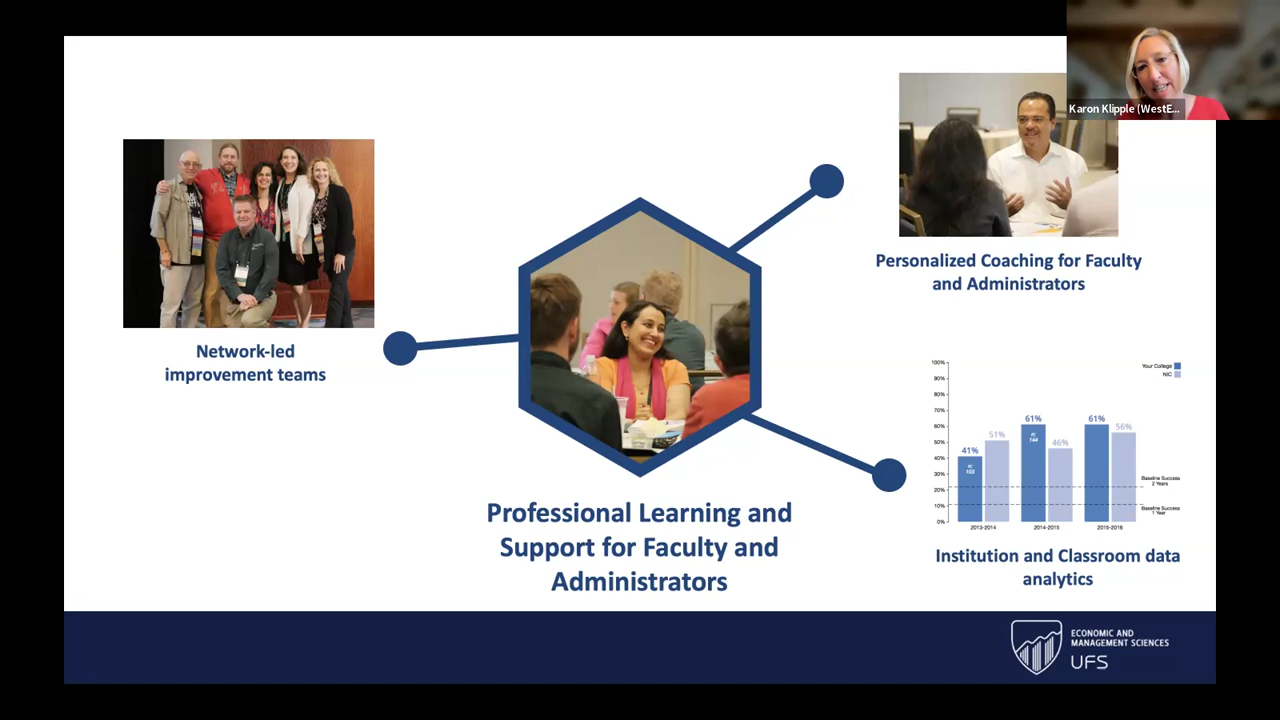 Karon Klipple (WestE...
Network-led
improvement teams
Personalized Coaching for Faculty
and Administrators
Professional Learning and
Support for Faculty and
Administrators
Your College
NIC
100%
90%
80%
70%
60%
50%
40%
30%
20%
10%
0%
41%
51%
61%
46%
61%
56%
N:
103
N:
144
Baseline Success
2 Years
Baseline Success
1 Year
2013-2014
2014-2015
2015-2016
Institution and Classroom data
analytics
ECONOMIC AND
MANAGEMENT SCIENCES
UFS